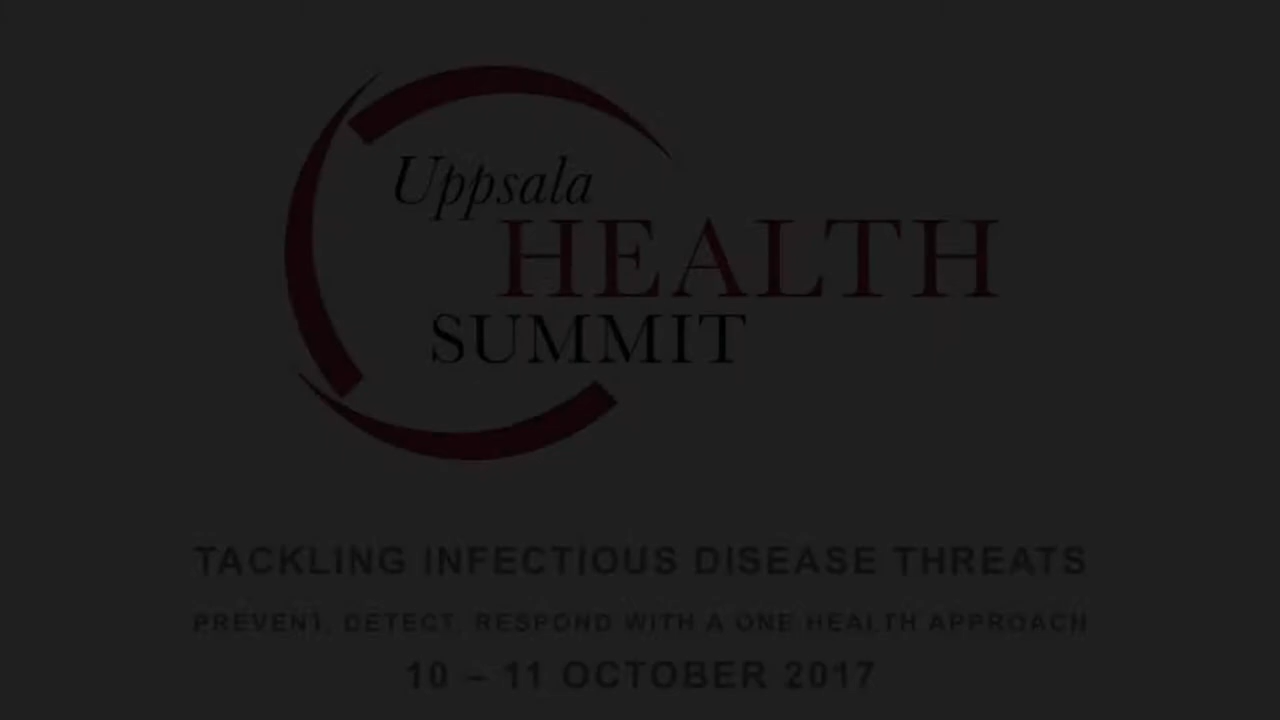 Uppsala
HEALTH
SUMMIT
TACKLING INFECTIOUS DISEASE THREATS
PREVENT, DETECT, RESPOND WITH A ONE HEALTH APPROACH
10 – 11 OCTOBER 2017